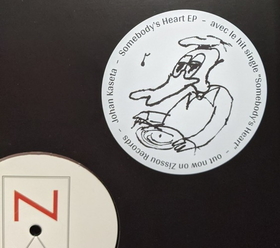 Johan Kaseta - Somebody's Heart EP - avec le hit single "Somebody's Heart" - out now on Zissou Records -
Z